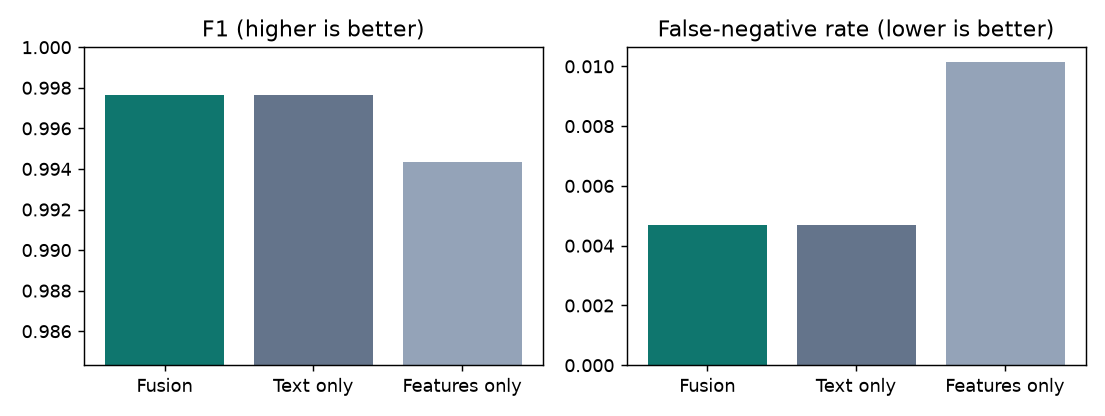 F1 (higher is better)
1.000
0.998
0.996
0.994
0.992
0.990
0.988
0.986
Fusion
Text only
Features only
False-negative rate (lower is better)
0.010
0.008
0.006
0.004
0.002
0.000
Fusion
Text only
Features only